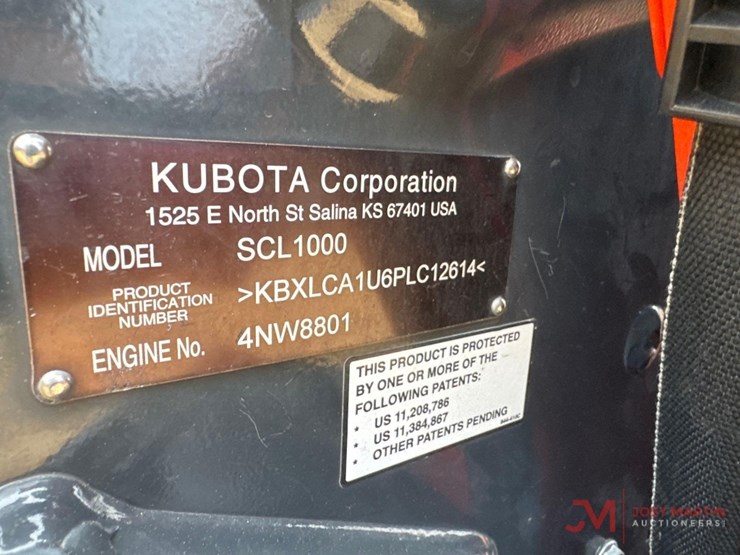 KUBOTA Corporation
1525 E North St Salina KS 67401 USA
MODEL SCL1000
PRODUCT
IDENTIFICATION
NUMBER
>KBXLCA1U6PLC12614<
ENGINE No. 4NW8801
THIS PRODUCT IS PROTECTED
BY ONE OR MORE OF THE
FOLLOWING PATENTS:
• US 11,208,786
• US 11,384,867
• OTHER PATENTS PENDING
JM
JOEY MARTIN
AUCTIONEERS